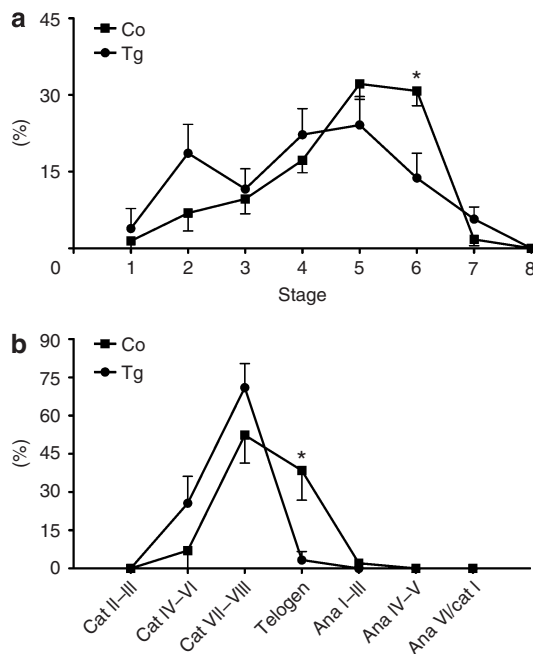 a
Co
Tg
45
30
15
0
(%)
*
1 2 3 4 5 6 7 8
Stage
b
Co
Tg
90
75
60
45
30
15
0
(%)
*
Cat II–III
Cat IV–VI
Cat VII–VIII
Telogen
Ana I–III
Ana IV–V
Ana VI/cat I